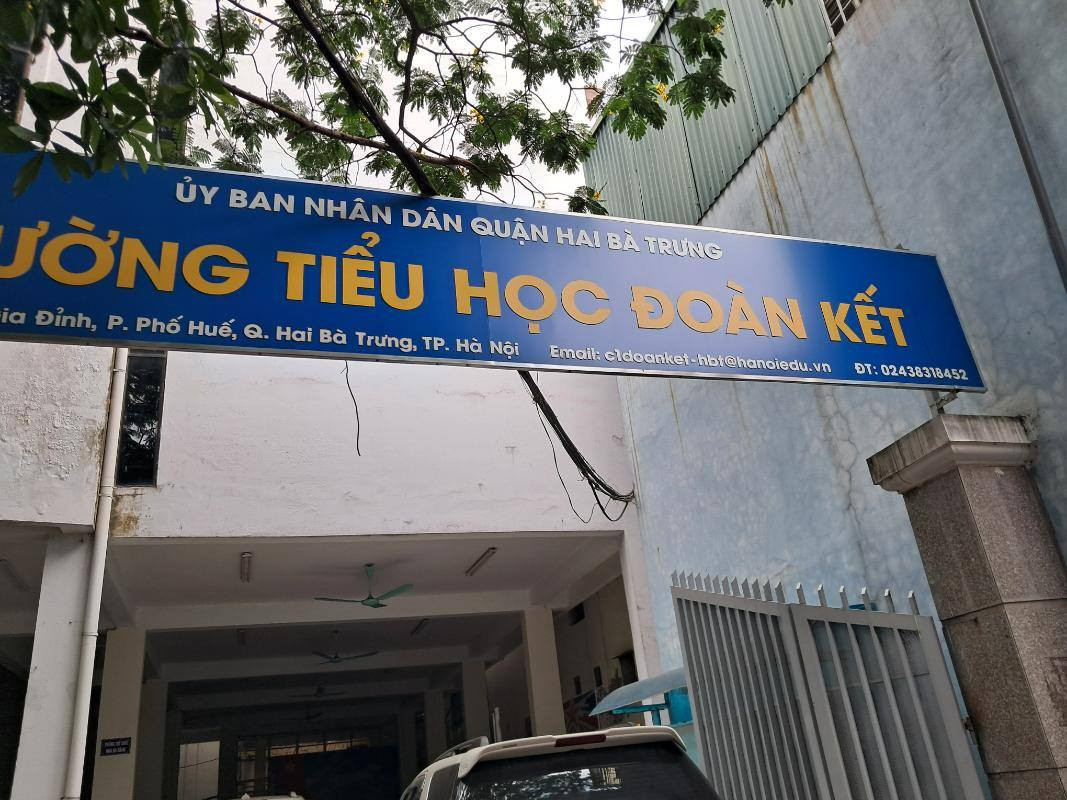 ỦY BAN NHÂN DÂN QUẬN HAI BÀ TRƯNG
ƯỜNG TIỂU HỌC ĐOÀN KẾT
ia Đỉnh, P. Phố Huế, Q. Hai Bà Trưng, TP. Hà Nội Email: c1doanket-hbt@hanoiedu.vn ĐT: 02438318452